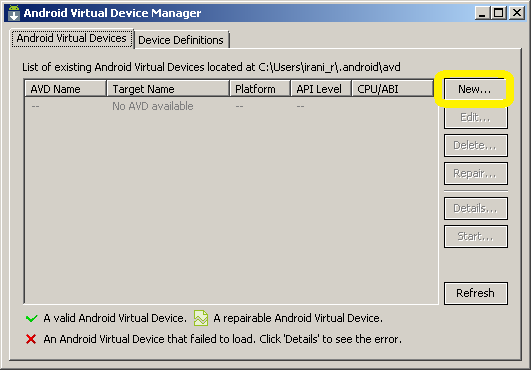 Android Virtual Device Manager
Android Virtual Devices Device Definitions
List of existing Android Virtual Devices located at C:\Users\irani_r\.android\avd
AVD Name Target Name Platform API Level CPU/ABI
-- No AVD available -- --
New...
Edit...
Delete...
Repair...
Details...
Start...
Refresh
A valid Android Virtual Device. A repairable Android Virtual Device.
An Android Virtual Device that failed to load. Click 'Details' to see the error.